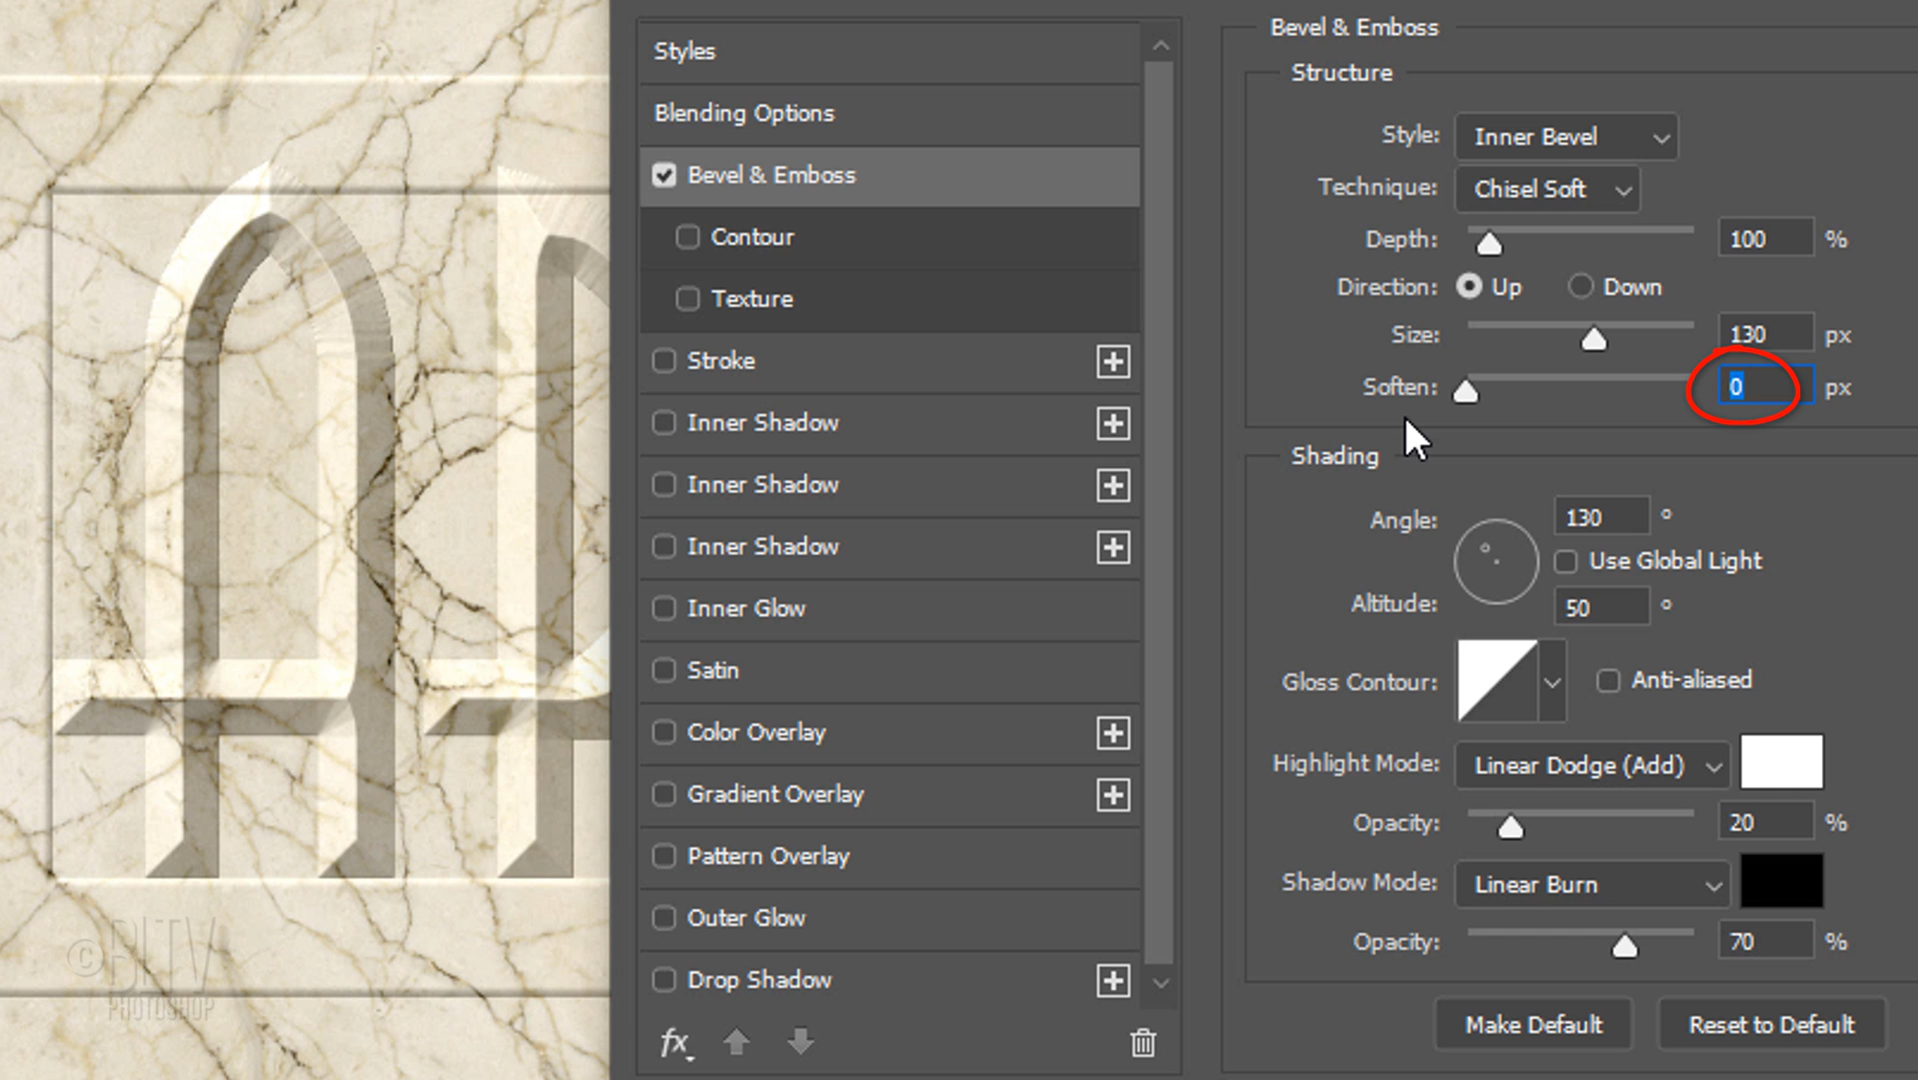 Styles
Blending Options
Bevel & Emboss
Contour
Texture
Stroke
Inner Shadow
Inner Shadow
Inner Shadow
Inner Glow
Satin
Color Overlay
Gradient Overlay
Pattern Overlay
Outer Glow
Drop Shadow
fx
Bevel & Emboss
Structure
Style: Inner Bevel
Technique: Chisel Soft
Depth: 100 %
Direction: Up Down
Size: 130 px
Soften: 0 px
Shading
Angle: 130 °
Use Global Light
Altitude: 50 °
Gloss Contour: Anti-aliased
Highlight Mode: Linear Dodge (Add)
Opacity: 20 %
Shadow Mode: Linear Burn
Opacity: 70 %
Make Default Reset to Default
© BLTV
PHOTOSHOP